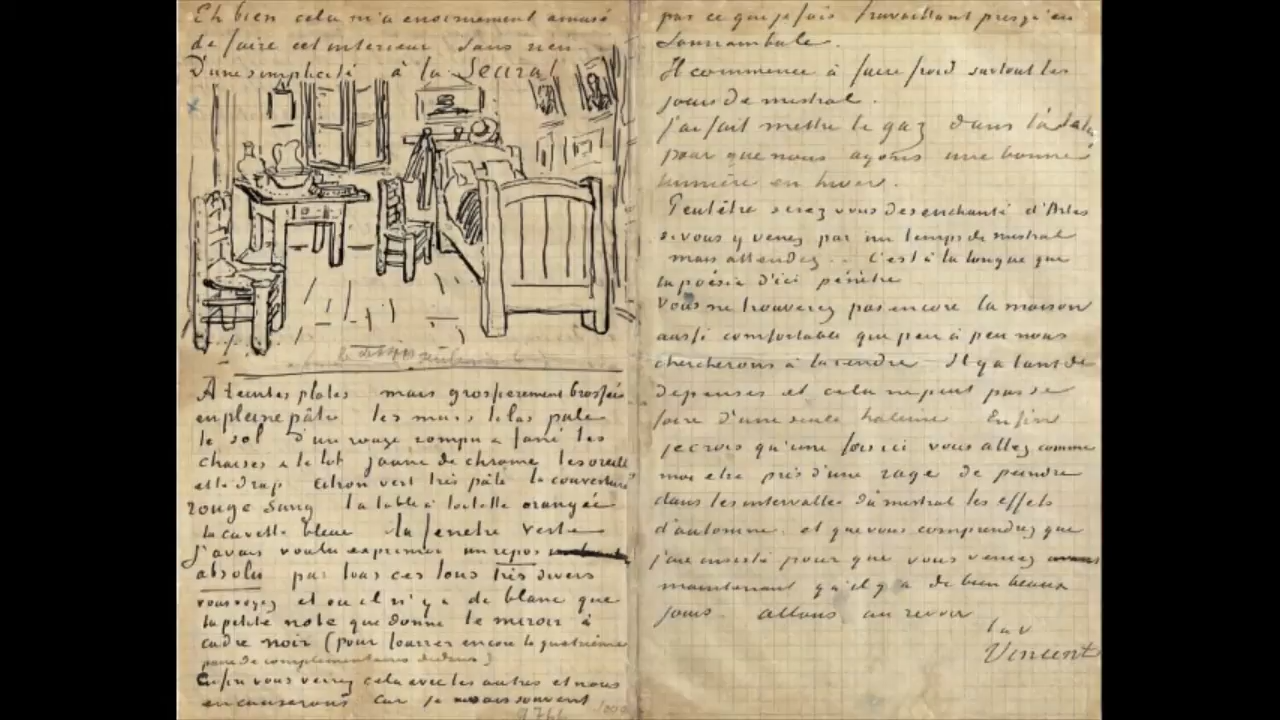 Eh bien cela m'a enormement amusé
de faire cet interieur sans rien
D'une simplicité à la Seurat
A teintes plates mais grossierement brossées
en pleine pâte les murs lilas pale
le sol d'un rouge rompu & fané les
chaises & le lit jaune de chrome les oreillers
et le drap citron vert très pâle la couverture
rouge sang la table à toilette orangée
la cuvette bleue la fenetre verte
J'avais voulu exprimer un repos
absolu par tous ces tons très divers
vous voyez et où il n'y a de blanc que
la petite note que donne le miroir à
cadre noir (pour fourrer encore la quatrième
paire de complementaires dedans)
Enfin vous verrez cela avec les autres et nous
en causerons car je ne sais souvent
par ce que je fais travaillant presqu'en
somnambule.
Il commence à faire froid surtout les
jours de mistral.
J'ai fait mettre le gaz dans l'atelier
pour que nous ayons une bonne
lumière en hiver.
Peutêtre serez vous desenchanté d'Arles
si vous y venez par un temps de mistral
mais attendez.. C'est à la longue que
la poésie d'ici pénètre
Vous ne trouverez pas encore la maison
aussi comfortable que peu à peu nous
chercherons à la rendre Il y a tant de
depenses et cela ne peut pas se
faire d'une seule haleine Enfin
je crois qu'une fois ici vous allez comme
moi etre pris d'une rage de peindre
dans les intervalles du mistral les effets
d'automne. et que vous comprendrez que
j'aie insisté pour que vous veniez
maintenant qu'il y a de bien beaux
jours. allons au revoir
t. à v.
Vincent